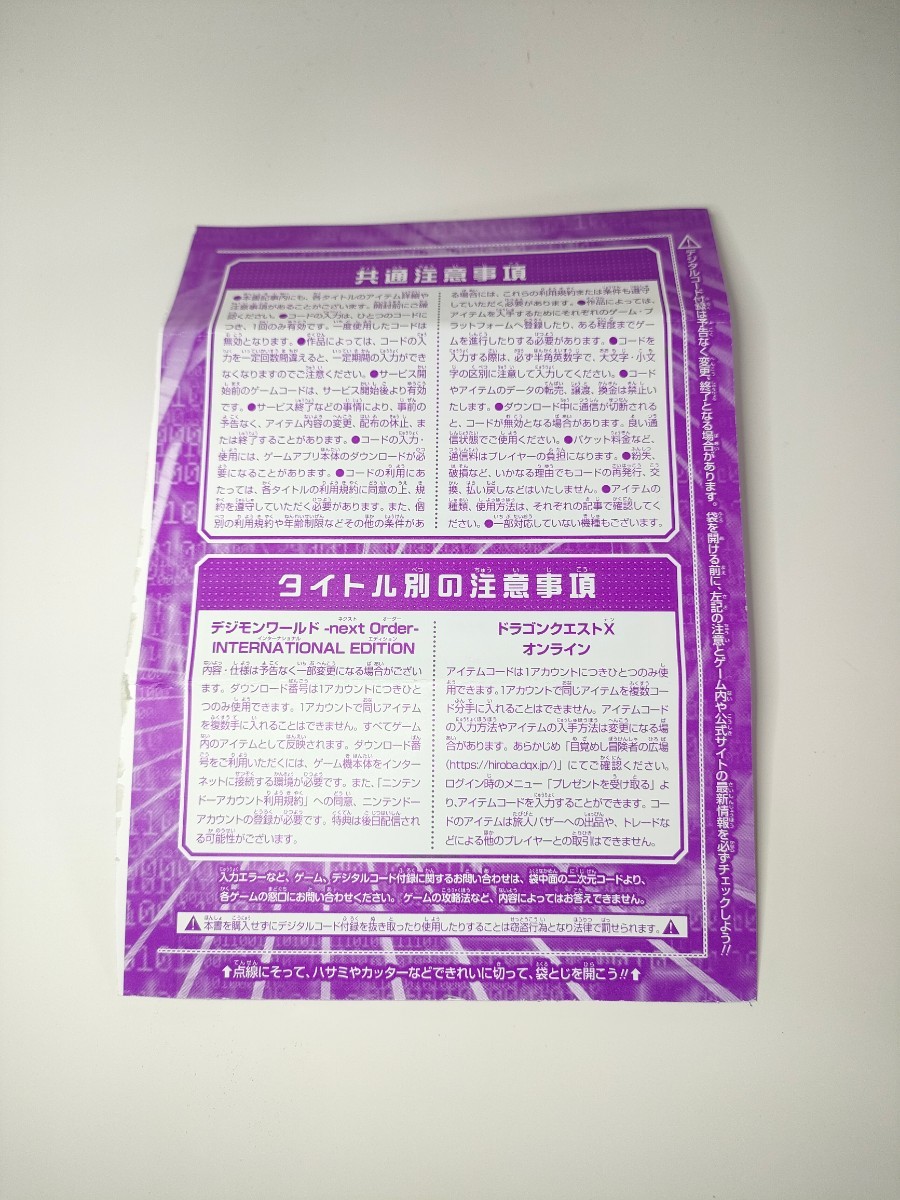 共通注意事項
●本袋記事内にも、各タイトルのアイテム詳細や
注意事項があることがございます。開封前にご確
認ください。●コードの入力は、ひとつのコードに
つき、1回のみ有効です。一度使用したコードは
無効となります。●作品によっては、コードの入
力を一定回数間違えると、一定期間の入力ができ
なくなりますのでご注意ください。●サービス開
始前のゲームコードは、サービス開始後より有効
です。●サービス終了などの事情により、事前の
予告なく、アイテム内容の変更、配布の休止、ま
たは終了することがあります。●コードの入力・
使用には、ゲームアプリ本体のダウンロードが必
要になることがあります。●コードの利用にあ
たっては、各タイトルの利用規約に同意の上、規
約を遵守していただく必要があります。また、個
別の利用規約や年齢制限などその他の条件があ
る場合には、これらの利用規約または条件も遵守
していただく必要があります。●作品によっては、
アイテムを入手するためにそれぞれのゲーム・プ
ラットフォームへ登録したり、ある程度までゲー
ムを進行したりする必要があります。●コードを
入力する際は、必ず半角英数字で、大文字・小文
字の区別に注意して入力してください。●コード
やアイテムのデータの転売、譲渡、換金は禁止い
たします。●ダウンロード中に通信が切断される
と、コードが無効となる場合があります。良い通
信状態でご使用ください。●パケット料金など、
通信料はプレイヤーの負担になります。●紛失、
破損など、いかなる理由でもコードの再発行、交
換、払い戻しなどはいたしません。●アイテムの
種類、使用方法は、それぞれの記事で確認してく
ださい。●一部対応していない機種もございます。
タイトル別の注意事項
デジモンワールド -next Order-
INTERNATIONAL EDITION
内容・仕様は予告なく一部変更になる場合がござい
ます。ダウンロード番号は1アカウントにつきひと
つのみ使用できます。1アカウントで同じアイテム
を複数手に入れることはできません。すべてゲーム
内のアイテムとして反映されます。ダウンロード番
号をご利用いただくには、ゲーム機本体をインター
ネットに接続する環境が必要です。また、「ニンテン
ドーアカウント利用規約」への同意、ニンテンドー
アカウントの登録が必要です。特典は後日配信され
る可能性がございます。
ドラゴンクエストX
オンライン
アイテムコードは1アカウントにつきひとつのみ使
用できます。1アカウントで同じアイテムを複数コー
ド分手に入れることはできません。アイテムコード
の入力方法やアイテムの入手方法は変更になる場
合があります。あらかじめ「目覚めし冒険者の広場
(https://hiroba.dqx.jp/)」にてご確認ください。
ログイン時のメニュー「プレゼントを受け取る」よ
り、アイテムコードを入力することができます。コー
ドのアイテムは旅人バザーへの出品や、トレードな
どによる他のプレイヤーとの取引はできません。
入力エラーなど、ゲーム、デジタルコード付録に関するお問い合わせは、袋中面の二次元コードより、
各ゲームの窓口にお問い合わせください。ゲームの攻略法など、内容によってはお答えできません。
本書を購入せずにデジタルコード付録を抜き取ったり使用したりすることは窃盗行為となり法律で罰せられます。
↑点線にそって、ハサミやカッターなどできれいに切って、袋とじを開こう!!↑
デジタルコード付録は予告なく変更、終了となる場合があります。袋を開ける前に、左記の注意とゲーム内や公式サイトの最新情報を必ずチェックしよう!!